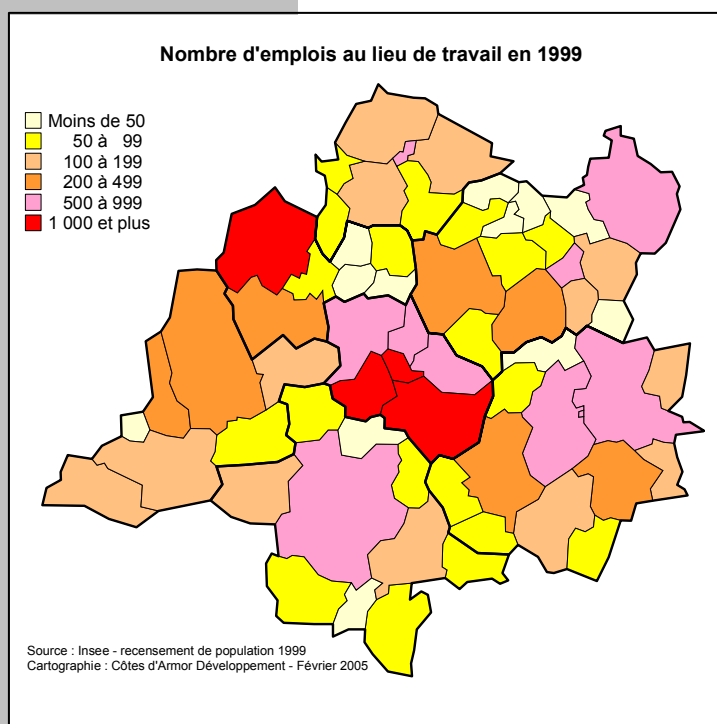 Nombre d'emplois au lieu de travail en 1999
Moins de 50
50 à 99
100 à 199
200 à 499
500 à 999
1 000 et plus
Source : Insee - recensement de population 1999
Cartographie : Côtes d'Armor Développement - Février 2005